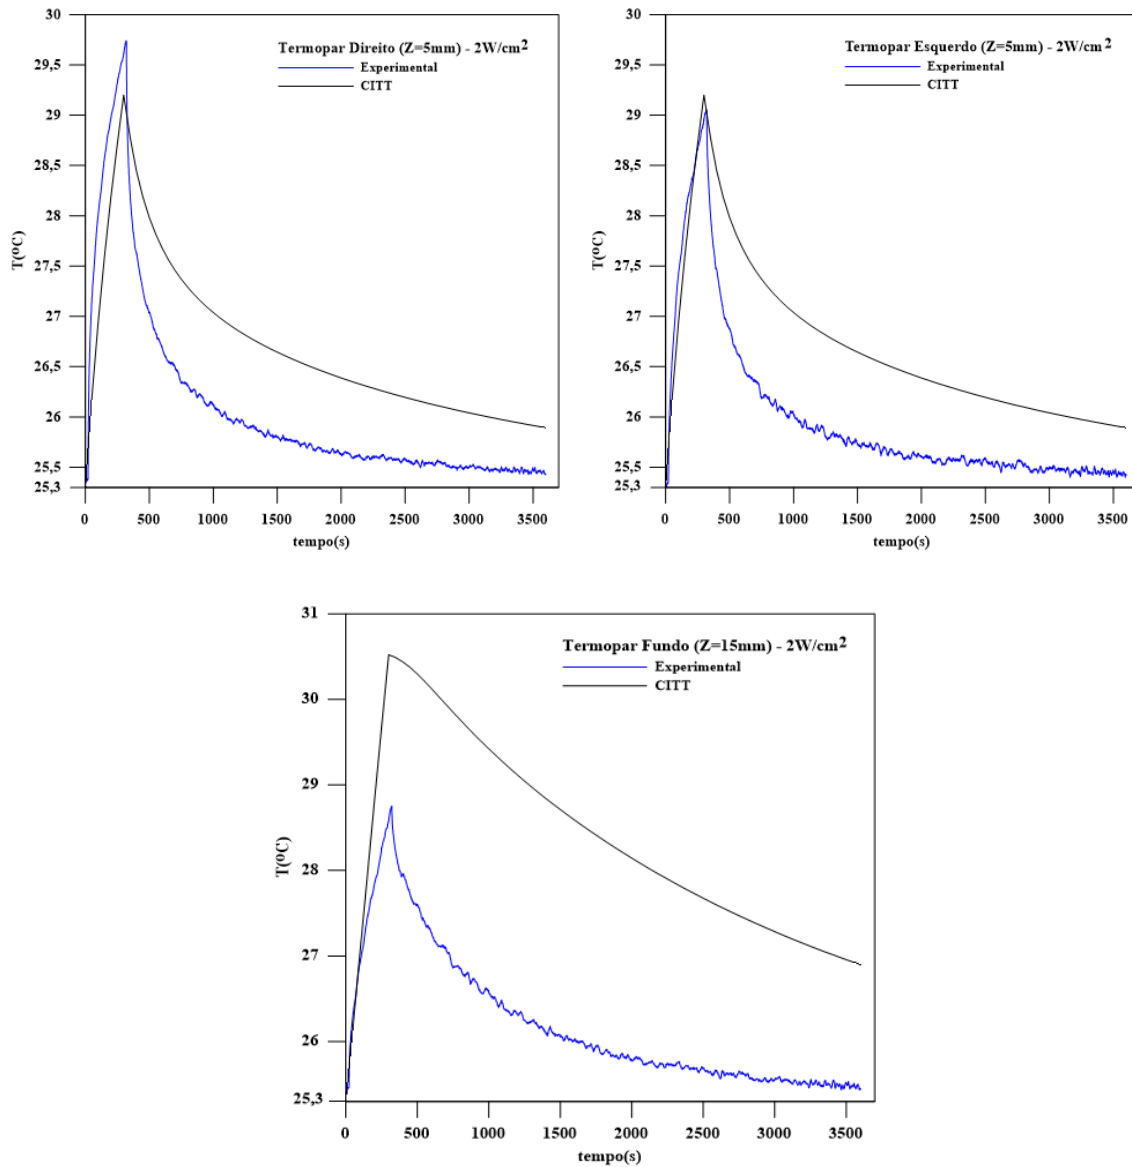 Termopar Direito (Z=5mm) - 2W/cm2
Experimental
CITT
T(ºC)
30
29,5
29
28,5
28
27,5
27
26,5
26
25,5
25,3
0 500 1000 1500 2000 2500 3000 3500
tempo(s)
Termopar Esquerdo (Z=5mm) - 2W/cm2
Experimental
CITT
T(ºC)
30
29,5
29
28,5
28
27,5
27
26,5
26
25,5
25,3
0 500 1000 1500 2000 2500 3000 3500
tempo(s)
Termopar Fundo (Z=15mm) - 2W/cm2
Experimental
CITT
T(ºC)
31
30
29
28
27
26
25,3
0 500 1000 1500 2000 2500 3000 3500
tempo(s)